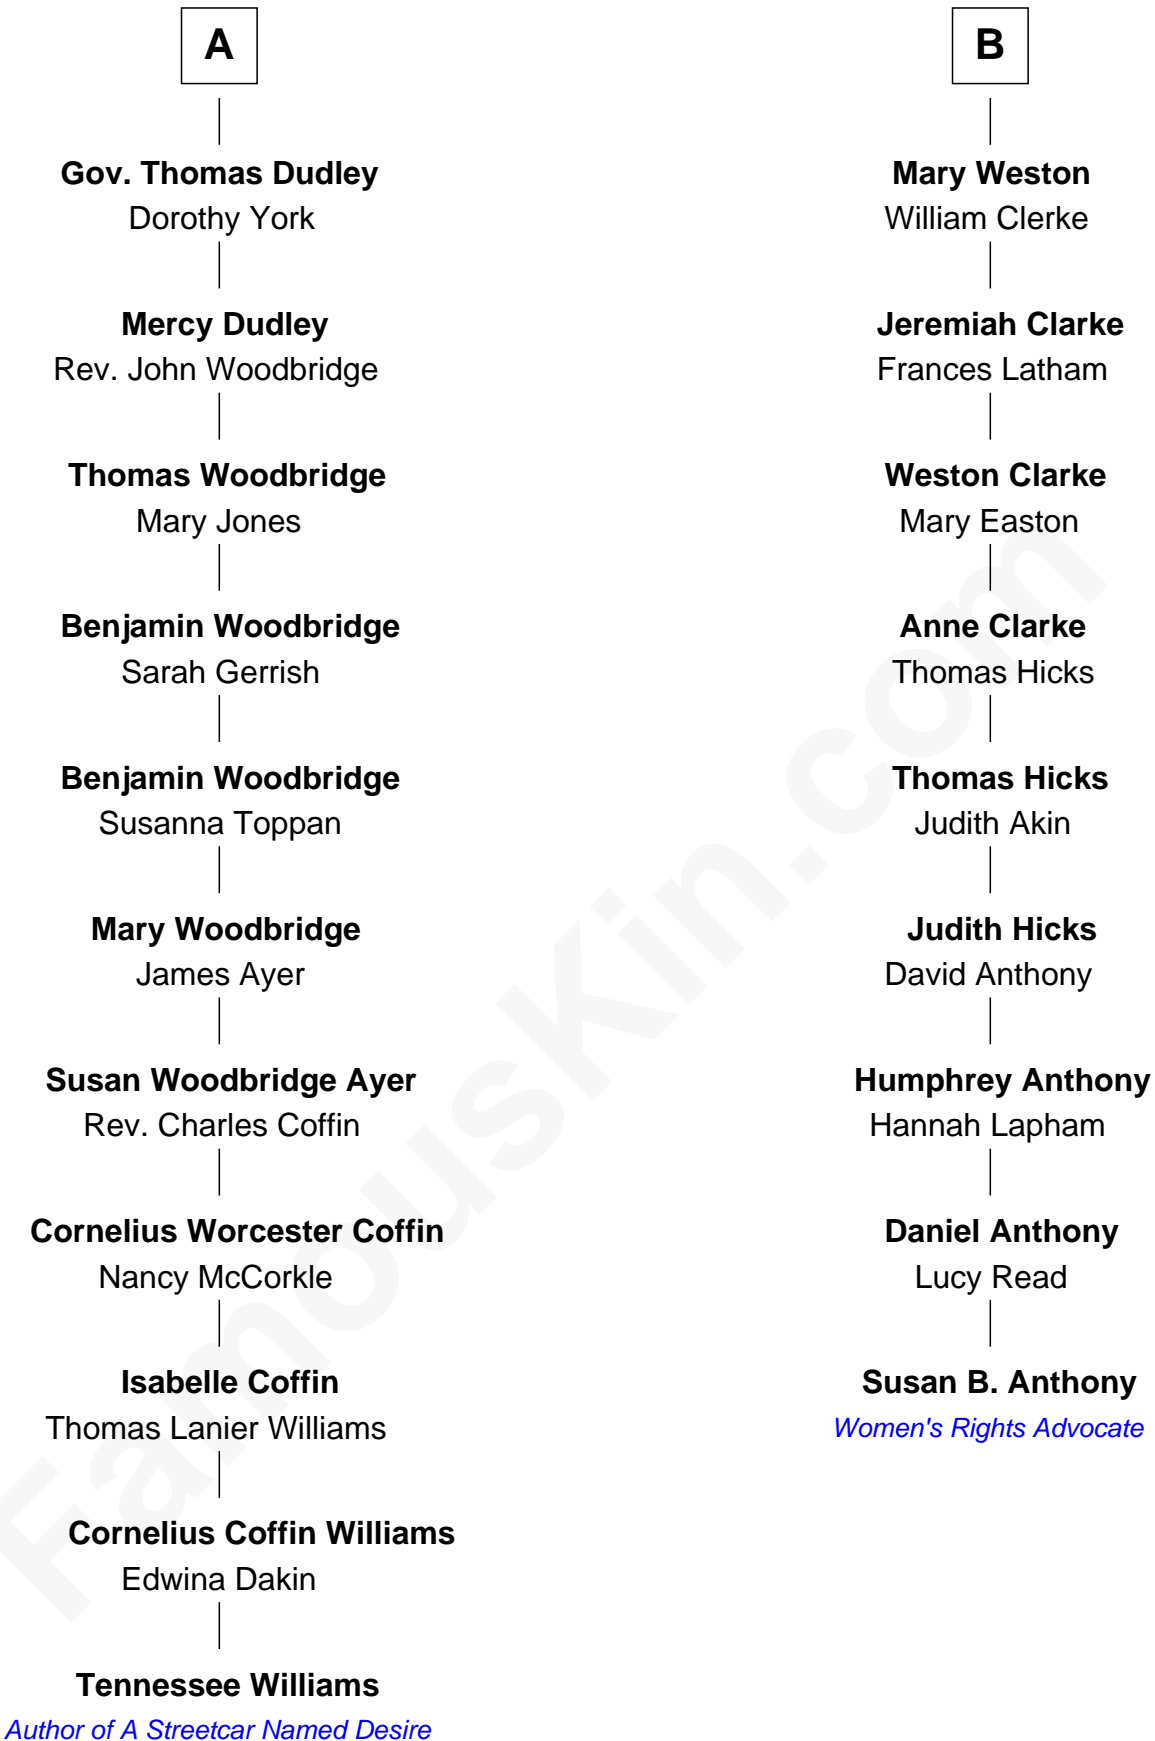 A
Gov. Thomas Dudley
Dorothy York
Mercy Dudley
Rev. John Woodbridge
Thomas Woodbridge
Mary Jones
Benjamin Woodbridge
Sarah Gerrish
Benjamin Woodbridge
Susanna Toppan
Mary Woodbridge
James Ayer
Susan Woodbridge Ayer
Rev. Charles Coffin
Cornelius Worcester Coffin
Nancy McCorkle
Isabelle Coffin
Thomas Lanier Williams
Cornelius Coffin Williams
Edwina Dakin
Tennessee Williams
Author of A Streetcar Named Desire
B
Mary Weston
William Clerke
Jeremiah Clarke
Frances Latham
Weston Clarke
Mary Easton
Anne Clarke
Thomas Hicks
Thomas Hicks
Judith Akin
Judith Hicks
David Anthony
Humphrey Anthony
Hannah Lapham
Daniel Anthony
Lucy Read
Susan B. Anthony
Women's Rights Advocate
FamousKin.com